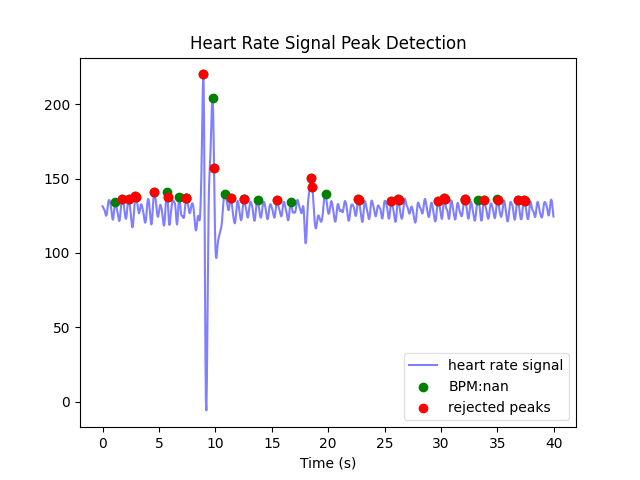 Heart Rate Signal Peak Detection
200
150
100
50
0
heart rate signal
BPM:nan
rejected peaks
0 5 10 15 20 25 30 35 40
Time (s)